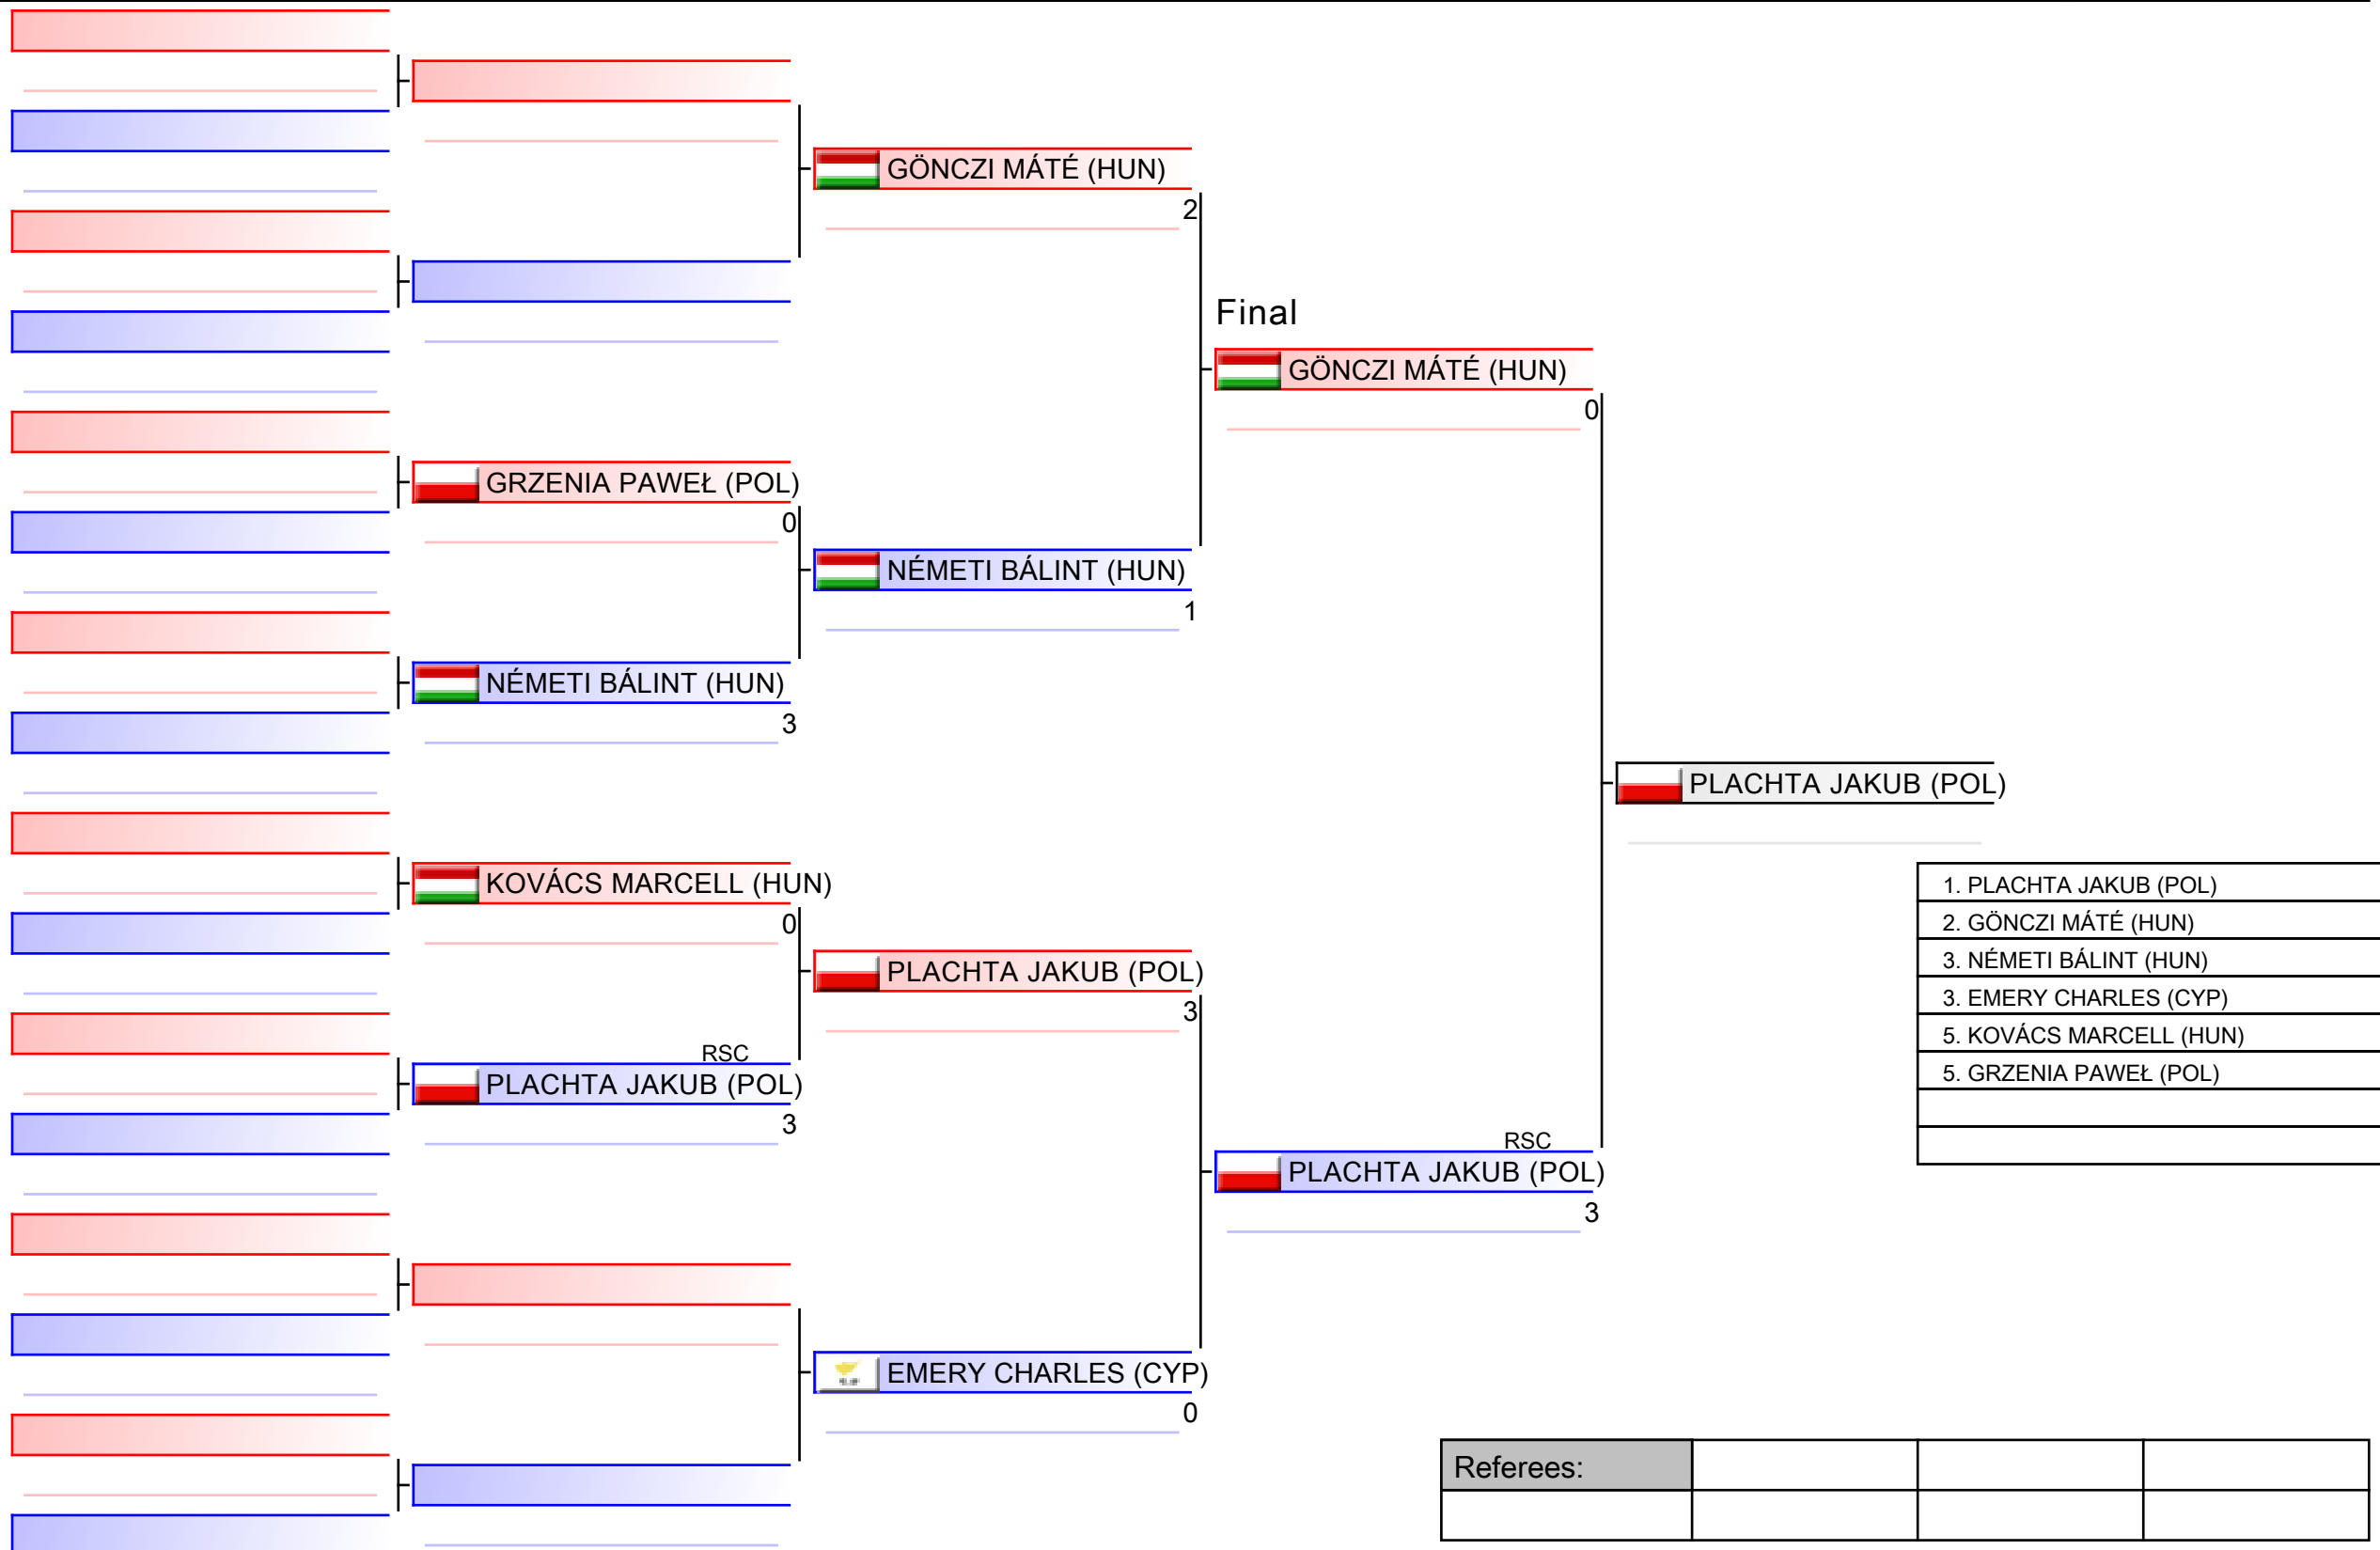 GÖNCZI MÁTÉ (HUN)
2
Final
GÖNCZI MÁTÉ (HUN)
0
GRZENIA PAWEŁ (POL)
0
NÉMETI BÁLINT (HUN)
1
NÉMETI BÁLINT (HUN)
3
PLACHTA JAKUB (POL)
KOVÁCS MARCELL (HUN)
0
PLACHTA JAKUB (POL)
3
RSC
PLACHTA JAKUB (POL)
3
RSC
PLACHTA JAKUB (POL)
3
EMERY CHARLES (CYP)
0
1. PLACHTA JAKUB (POL)
2. GÖNCZI MÁTÉ (HUN)
3. NÉMETI BÁLINT (HUN)
3. EMERY CHARLES (CYP)
5. KOVÁCS MARCELL (HUN)
5. GRZENIA PAWEŁ (POL)
Referees: